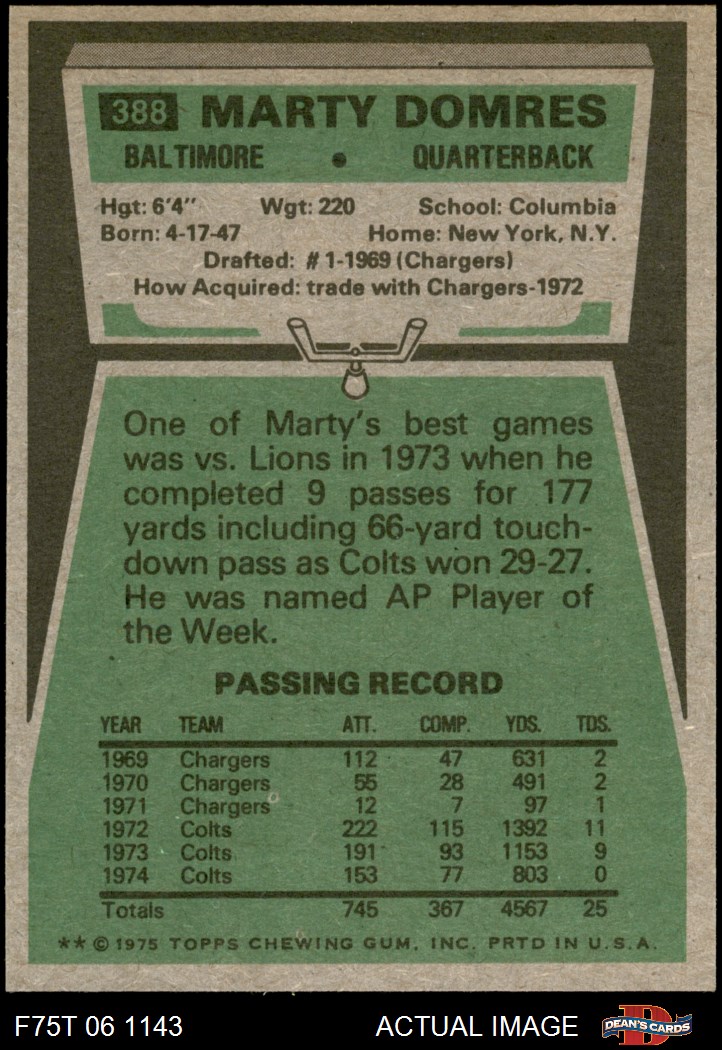 388 MARTY DOMRES
BALTIMORE • QUARTERBACK
Hgt: 6'4" Wgt: 220 School: Columbia
Born: 4-17-47 Home: New York, N.Y.
Drafted: #1-1969 (Chargers)
How Acquired: trade with Chargers-1972
One of Marty's best games
was vs. Lions in 1973 when he
completed 9 passes for 177
yards including 66-yard touch-
down pass as Colts won 29-27.
He was named AP Player of
the Week.
PASSING RECORD
YEAR TEAM ATT. COMP. YDS. TDS.
1969 Chargers 112 47 631 2
1970 Chargers 55 28 491 2
1971 Chargers 12 7 97 1
1972 Colts 222 115 1392 11
1973 Colts 191 93 1153 9
1974 Colts 153 77 803 0
Totals 745 367 4567 25
** © 1975 TOPPS CHEWING GUM, INC. PRTD IN U.S.A.
F75T 06 1143 ACTUAL IMAGE D DEAN'S CARDS